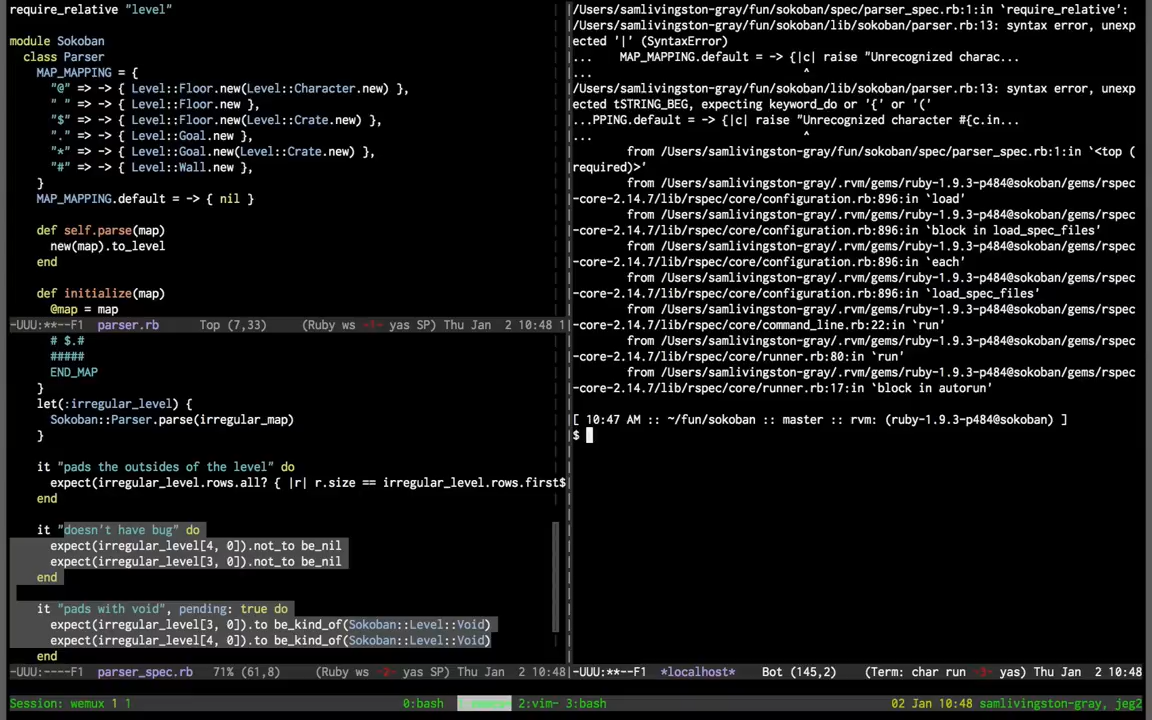 require_relative "level"
module Sokoban
class Parser
MAP_MAPPING = {
"@" => -> { Level::Floor.new(Level::Character.new) },
" " => -> { Level::Floor.new },
"$" => -> { Level::Floor.new(Level::Crate.new) },
"." => -> { Level::Goal.new },
"*" => -> { Level::Goal.new(Level::Crate.new) },
"#" => -> { Level::Wall.new },
}
MAP_MAPPING.default = -> { nil }
def self.parse(map)
new(map).to_level
end
def initialize(map)
@map = map
-UUU:**--F1 parser.rb Top (7,33) (Ruby ws yas SP) Thu Jan 2 10:48 1
# $.#
#####
END_MAP
}
let(:irregular_level) {
Sokoban::Parser.parse(irregular_map)
}
it "pads the outsides of the level" do
expect(irregular_level.rows.all? { |r| r.size == irregular_level.rows.first$
end
it "doesn't have bug" do
expect(irregular_level[4, 0]).not_to be_nil
expect(irregular_level[3, 0]).not_to be_nil
end
it "pads with void", pending: true do
expect(irregular_level[3, 0]).to be_kind_of(Sokoban::Level::Void)
expect(irregular_level[4, 0]).to be_kind_of(Sokoban::Level::Void)
end
-UUU:----F1 parser_spec.rb 71% (61,8) (Ruby ws yas SP) Thu Jan 2 10:48
/Users/samlivingston-gray/fun/sokoban/spec/parser_spec.rb:1:in `require_relative':
/Users/samlivingston-gray/fun/sokoban/lib/sokoban/parser.rb:13: syntax error, unexp
ected '|' (SyntaxError)
... MAP_MAPPING.default = -> {|c| raise "Unrecognized charac...
... ^
/Users/samlivingston-gray/fun/sokoban/lib/sokoban/parser.rb:13: syntax error, unexp
ected tSTRING_BEG, expecting keyword_do or '{' or '('
...PPING.default = -> {|c| raise "Unrecognized character #{c.in...
... ^
from /Users/samlivingston-gray/fun/sokoban/spec/parser_spec.rb:1:in `<top (
required)>'
from /Users/samlivingston-gray/.rvm/gems/ruby-1.9.3-p484@sokoban/gems/rspec
-core-2.14.7/lib/rspec/core/configuration.rb:896:in `load'
from /Users/samlivingston-gray/.rvm/gems/ruby-1.9.3-p484@sokoban/gems/rspec
-core-2.14.7/lib/rspec/core/configuration.rb:896:in `block in load_spec_files'
from /Users/samlivingston-gray/.rvm/gems/ruby-1.9.3-p484@sokoban/gems/rspec
-core-2.14.7/lib/rspec/core/configuration.rb:896:in `each'
from /Users/samlivingston-gray/.rvm/gems/ruby-1.9.3-p484@sokoban/gems/rspec
-core-2.14.7/lib/rspec/core/configuration.rb:896:in `load_spec_files'
from /Users/samlivingston-gray/.rvm/gems/ruby-1.9.3-p484@sokoban/gems/rspec
-core-2.14.7/lib/rspec/core/command_line.rb:22:in `run'
from /Users/samlivingston-gray/.rvm/gems/ruby-1.9.3-p484@sokoban/gems/rspec
-core-2.14.7/lib/rspec/core/runner.rb:80:in `run'
from /Users/samlivingston-gray/.rvm/gems/ruby-1.9.3-p484@sokoban/gems/rspec
-core-2.14.7/lib/rspec/core/runner.rb:17:in `block in autorun'
[ 10:47 AM :: ~/fun/sokoban :: master :: rvm: (ruby-1.9.3-p484@sokoban) ]
$
-UUU:**--F1 *localhost* Bot (145,2) (Term: char run yas) Thu Jan 2 10:48
Session: wemux 1 1 0:bash 2:vim- 3:bash 02 Jan 10:48 samlivingston-gray, jeg2